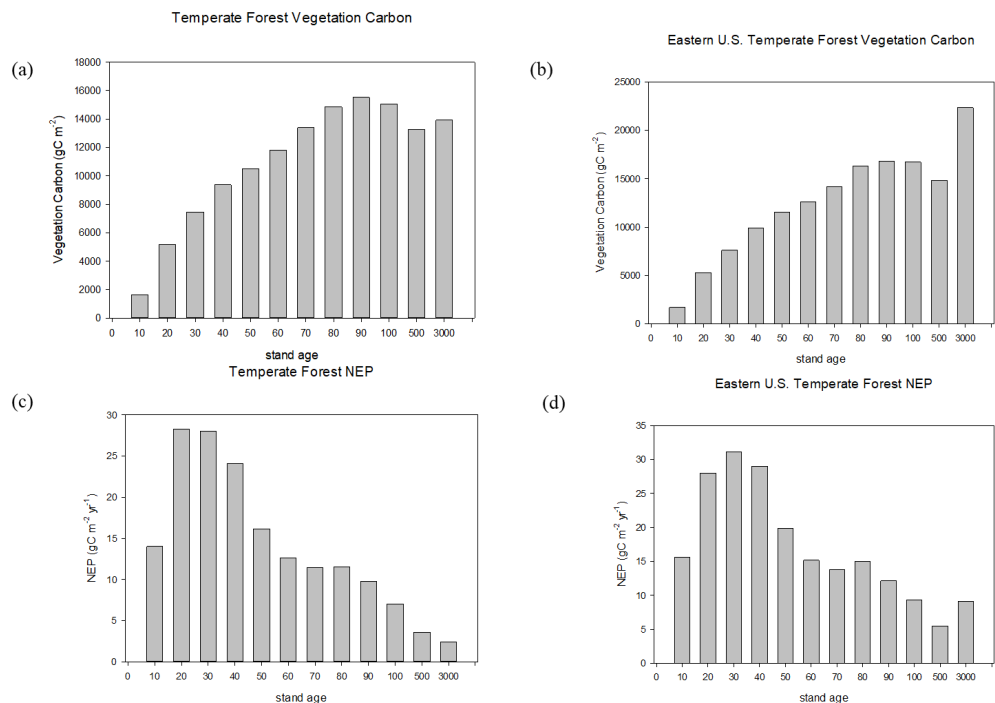 Temperate Forest Vegetation Carbon
(a)
Vegetation Carbon (gC m-2)
18000
16000
14000
12000
10000
8000
6000
4000
2000
0
0 10 20 30 40 50 60 70 80 90 100 500 3000
stand age
Eastern U.S. Temperate Forest Vegetation Carbon
(b)
Vegetation Carbon (gC m-2)
25000
20000
15000
10000
5000
0
0 10 20 30 40 50 60 70 80 90 100 500 3000
stand age
Temperate Forest NEP
(c)
NEP (gC m-2 yr-1)
30
25
20
15
10
5
0
0 10 20 30 40 50 60 70 80 90 100 500 3000
stand age
Eastern U.S. Temperate Forest NEP
(d)
NEP (gC m-2 yr-1)
35
30
25
20
15
10
5
0
0 10 20 30 40 50 60 70 80 90 100 500 3000
stand age